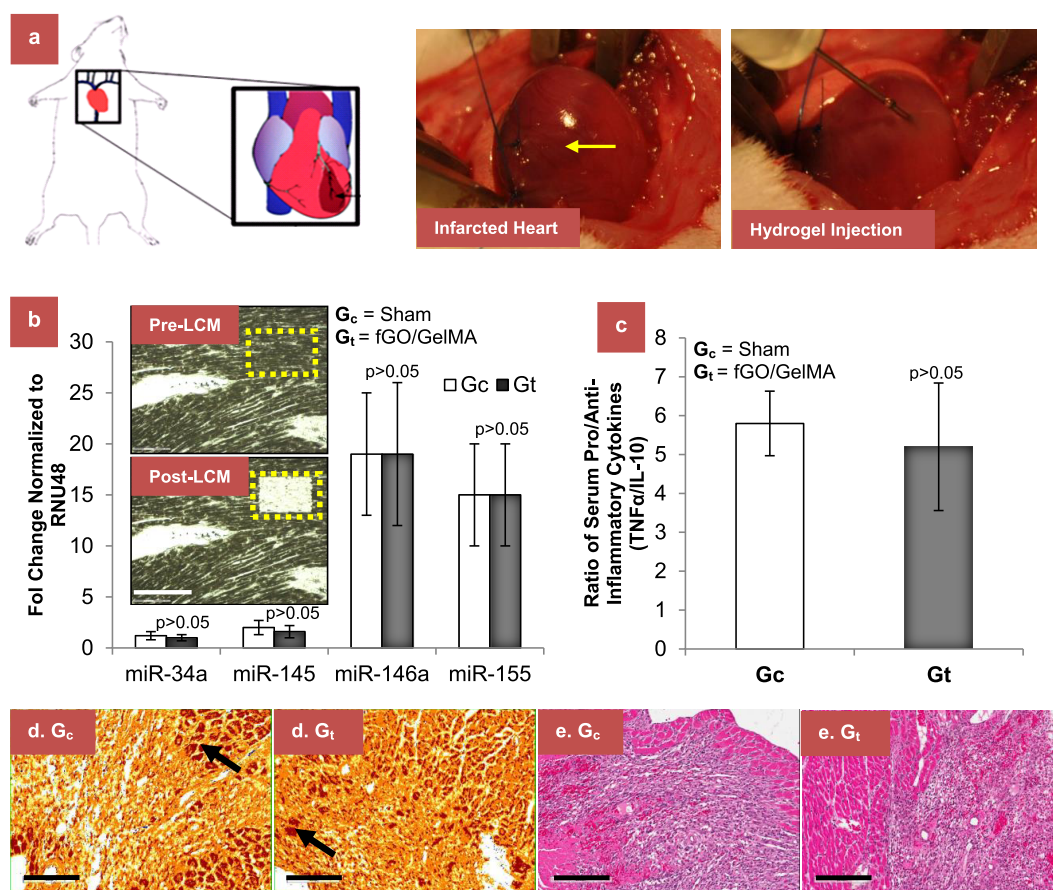 a
Infarcted Heart
Hydrogel Injection
b
Pre-LCM
Post-LCM
Gc = Sham
Gt = fGO/GelMA
Gc Gt
Fol Change Normalized to
RNU48
30
25
20
15
10
5
0
p>0.05
p>0.05
p>0.05
p>0.05
miR-34a miR-145 miR-146a miR-155
c
Gc = Sham
Gt = fGO/GelMA
p>0.05
Ratio of Serum Pro/Anti-
Inflammatory Cytokines
(TNFα/IL-10)
8
7
6
5
4
3
2
1
0
Gc Gt
d. Gc
d. Gt
e. Gc
e. Gt